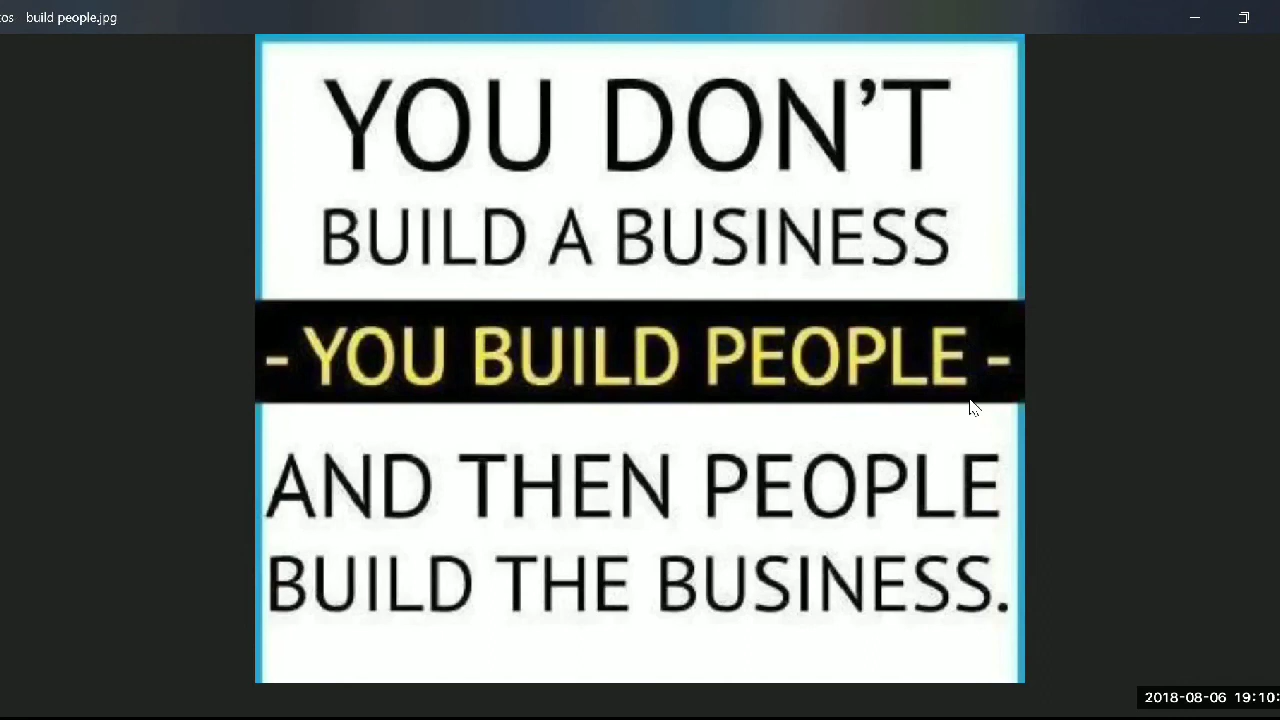 tos build people.jpg
YOU DON'T
BUILD A BUSINESS
- YOU BUILD PEOPLE -
AND THEN PEOPLE
BUILD THE BUSINESS.
2018-08-06 19:10: